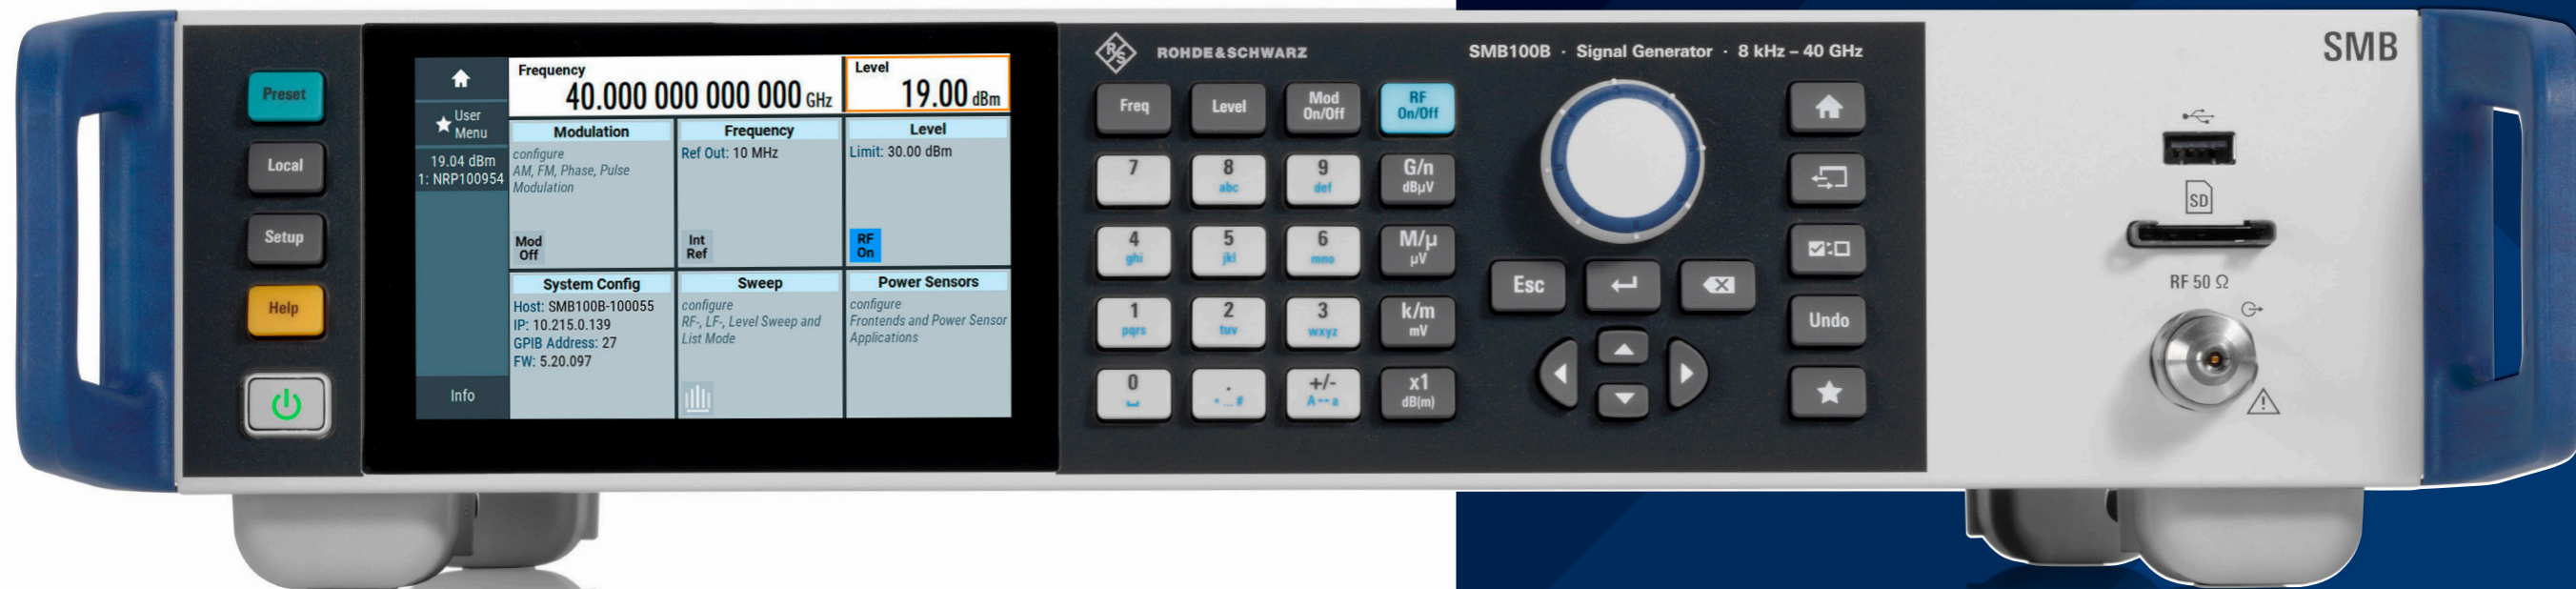 Preset
Local
Setup
Help
User
Menu
19.04 dBm
1: NRP100954
Info
Frequency
40.000 000 000 000 GHz
Level
19.00 dBm
Modulation
configure
AM, FM, Phase, Pulse
Modulation
Mod
Off
Frequency
Ref Out: 10 MHz
Int
Ref
Level
Limit: 30.00 dBm
RF
On
System Config
Host: SMB100B-100055
IP: 10.215.0.139
GPIB Address: 27
FW: 5.20.097
Sweep
configure
RF-, LF-, Level Sweep and
List Mode
Power Sensors
configure
Frontends and Power Sensor
Applications
R&S
ROHDE&SCHWARZ
SMB100B · Signal Generator · 8 kHz – 40 GHz
Freq
Level
Mod
On/Off
RF
On/Off
7
8
abc
9
def
G/n
dBµV
4
ghi
5
jkl
6
mno
M/µ
µV
1
pqrs
2
tuv
3
wxyz
k/m
mV
0
.
* ... #
+/-
A↔a
x1
dB(m)
Esc
Undo
SMB
SD
RF 50 Ω